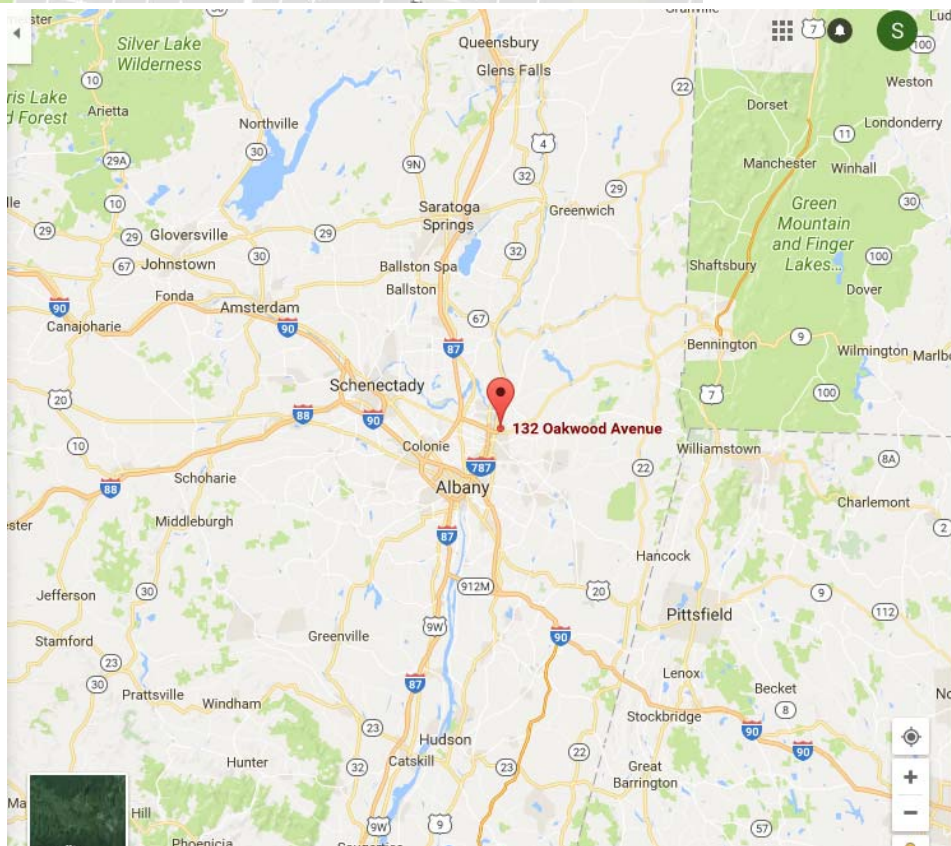 Queensbury
7
S
100
Silver Lake
Wilderness
Glens Falls
Weston
10
22
Dorset
Arietta
Londonderry
Northville
11
4
30
9N
Manchester
Winhall
29A
32
29
10
Saratoga
Springs
Greenwich
Green
Mountain
and Finger
Lakes...
30
29
29
Gloversville
29
32
100
67
Johnstown
30
Ballston Spa
Shaftsbury
Fonda
Ballston
Dover
90
Amsterdam
67
Canajoharie
90
9
87
Bennington
Wilmington
Schenectady
20
7
100
88
90
132 Oakwood Avenue
10
Colonie
Williamstown
787
22
8A
Schoharie
88
Albany
Charlemont
Middleburgh
87
2
Hancock
912M
20
Jefferson
30
9
112
Pittsfield
9W
Stamford
Greenville
90
23
87
Lenox
30
Becket
Prattsville
Windham
8
Stockbridge
23
90
Hudson
90
Hunter
32
Catskill
23
22
Great
Barrington
+
−
Hill
9W
9
57
Phoenicia